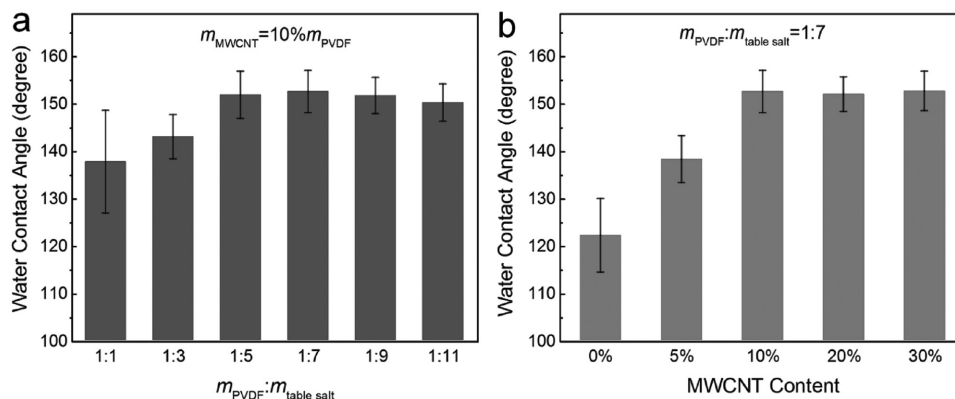 a
m_MWCNT=10%m_PVDF
Water Contact Angle (degree)
160
150
140
130
120
110
100
1:1 1:3 1:5 1:7 1:9 1:11
m_PVDF:m_table salt
b
m_PVDF:m_table salt=1:7
Water Contact Angle (degree)
160
150
140
130
120
110
100
0% 5% 10% 20% 30%
MWCNT Content